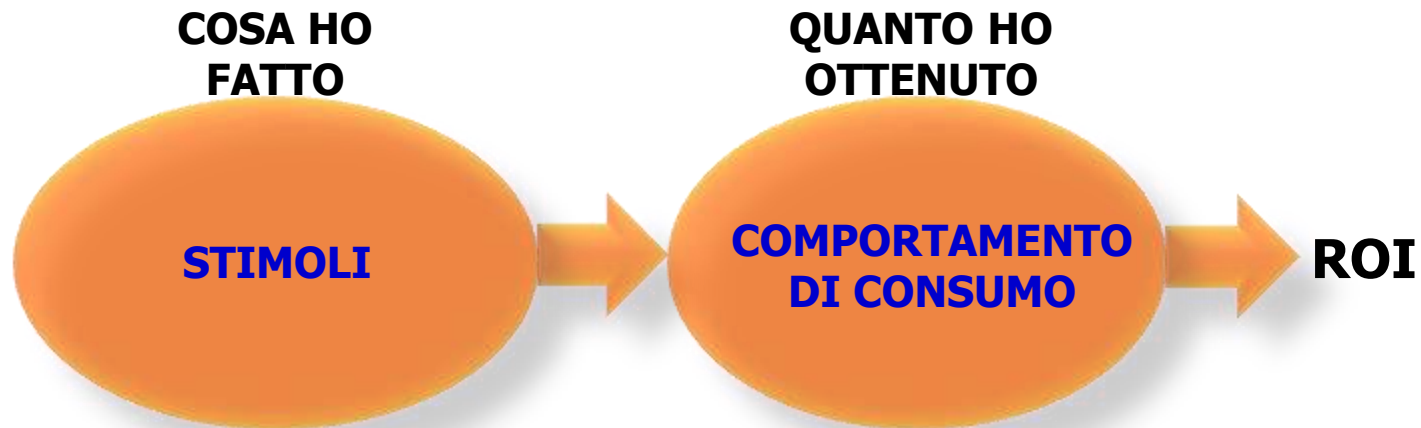 COSA HO
FATTO
QUANTO HO
OTTENUTO
STIMOLI
COMPORTAMENTO
DI CONSUMO
ROI